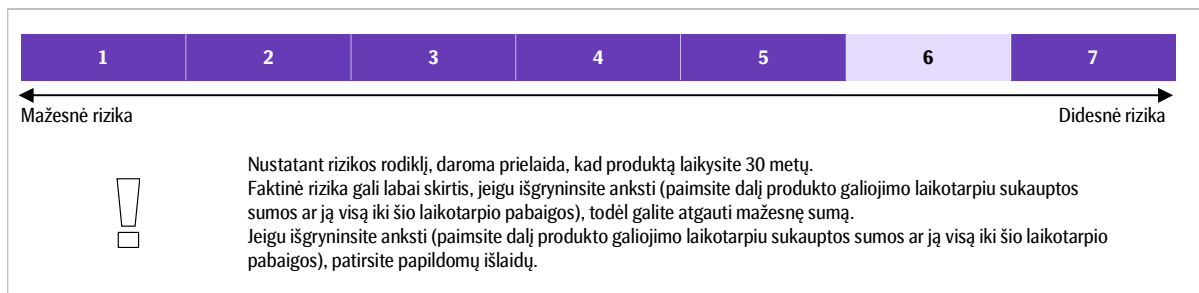 1 2 3 4 5 6 7
Mažesnė rizika Didesnė rizika
Nustatant rizikos rodiklį, daroma prielaida, kad produktą laikysite 30 metų.
Faktinė rizika gali labai skirtis, jeigu išgryninsite anksti (paimsite dalį produkto galiojimo laikotarpiu sukauptos
sumos ar ją visą iki šio laikotarpio pabaigos), todėl galite atgauti mažesnę sumą.
Jeigu išgryninsite anksti (paimsite dalį produkto galiojimo laikotarpiu sukauptos sumos ar ją visą iki šio laikotarpio
pabaigos), patirsite papildomų išlaidų.